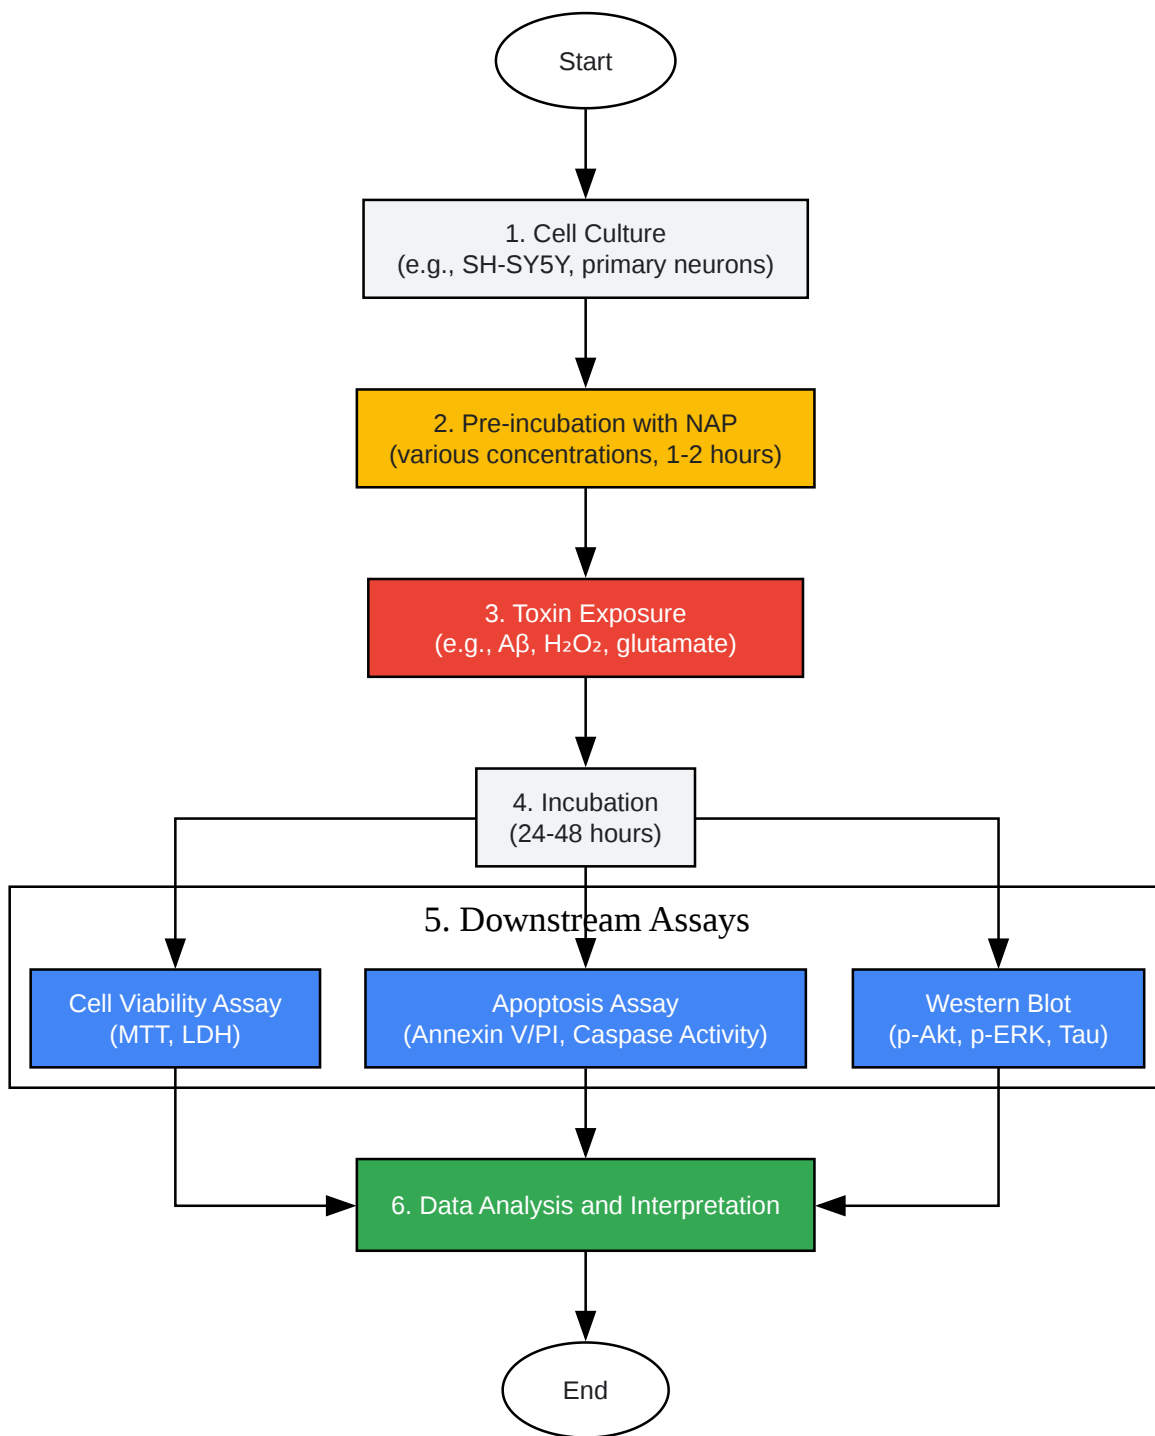 Start
1. Cell Culture
(e.g., SH-SY5Y, primary neurons)
2. Pre-incubation with NAP
(various concentrations, 1-2 hours)
3. Toxin Exposure
(e.g., Aβ, H₂O₂, glutamate)
4. Incubation
(24-48 hours)
5. Downstream Assays
Cell Viability Assay
(MTT, LDH)
Apoptosis Assay
(Annexin V/PI, Caspase Activity)
Western Blot
(p-Akt, p-ERK, Tau)
6. Data Analysis and Interpretation
End